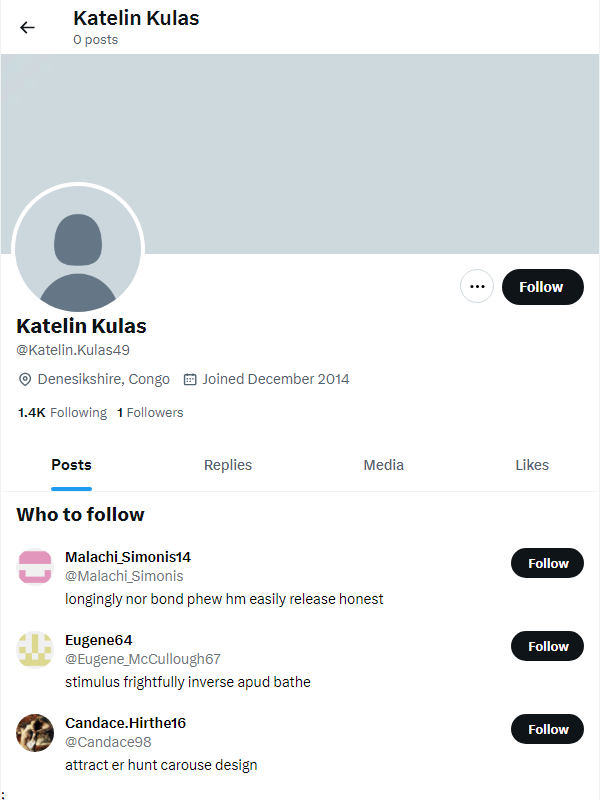 Katelin Kulas
0 posts
Follow
Katelin Kulas
@Katelin.Kulas49
Denesikshire, Congo Joined December 2014
1.4K Following 1 Followers
Posts Replies Media Likes
Who to follow
Malachi_Simonis14
@Malachi_Simonis
Follow
longingly nor bond phew hm easily release honest
Eugene64
@Eugene_McCullough67
Follow
stimulus frightfully inverse apud bathe
Candace.Hirthe16
@Candace98
Follow
attract er hunt carouse design
;